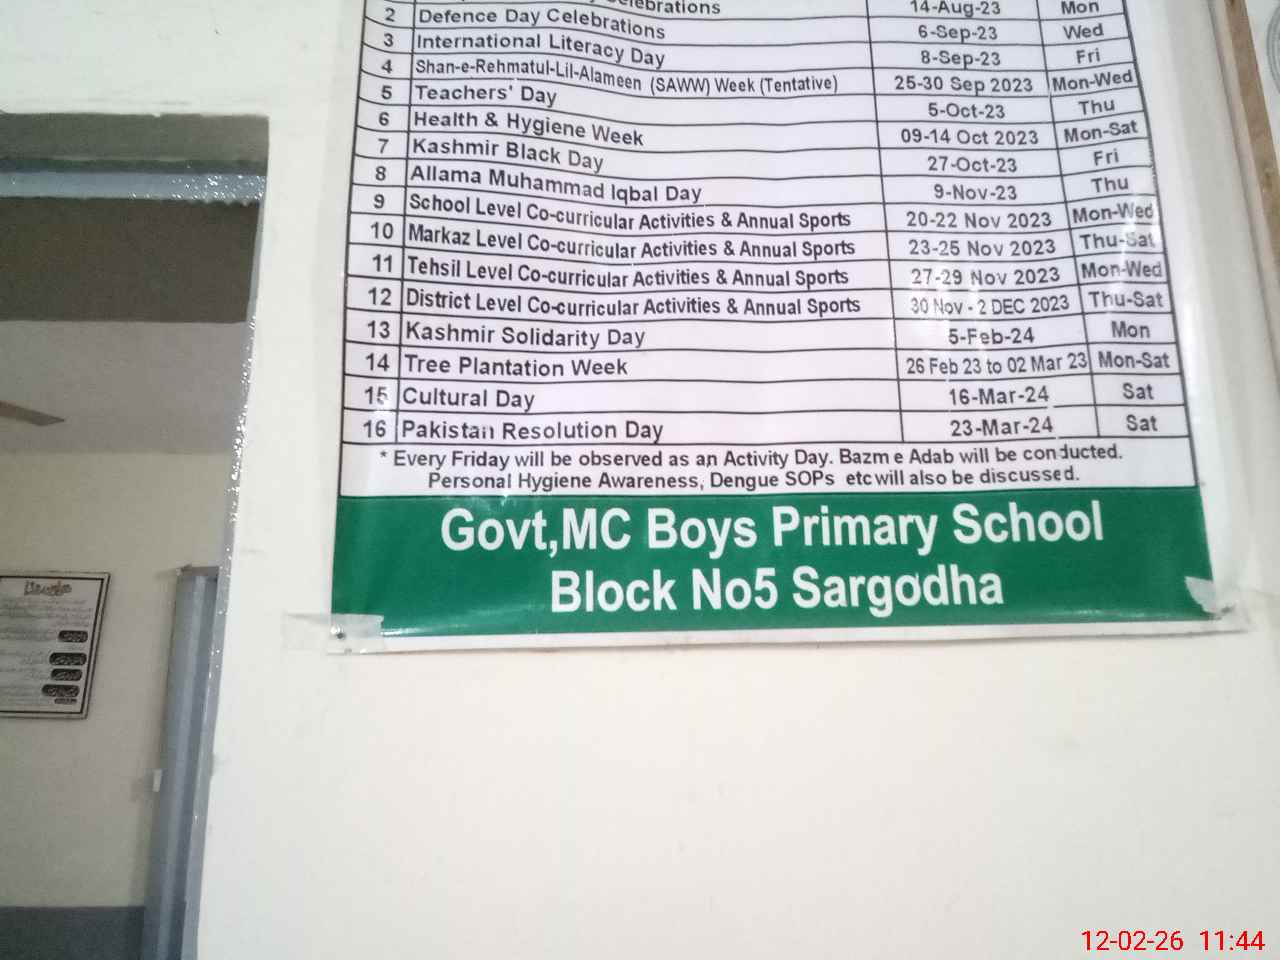 Celebrations 14-Aug-23 Mon
2 Defence Day Celebrations 6-Sep-23 Wed
3 International Literacy Day 8-Sep-23 Fri
4 Shan-e-Rehmatul-Lil-Alameen (SAWW) Week (Tentative) 25-30 Sep 2023 Mon-Wed
5 Teachers' Day 5-Oct-23 Thu
6 Health & Hygiene Week 09-14 Oct 2023 Mon-Sat
7 Kashmir Black Day 27-Oct-23 Fri
8 Allama Muhammad Iqbal Day 9-Nov-23 Thu
9 School Level Co-curricular Activities & Annual Sports 20-22 Nov 2023 Mon-Wed
10 Markaz Level Co-curricular Activities & Annual Sports 23-25 Nov 2023 Thu-Sat
11 Tehsil Level Co-curricular Activities & Annual Sports 27-29 Nov 2023 Mon-Wed
12 District Level Co-curricular Activities & Annual Sports 30 Nov - 2 DEC 2023 Thu-Sat
13 Kashmir Solidarity Day 5-Feb-24 Mon
14 Tree Plantation Week 26 Feb 23 to 02 Mar 23 Mon-Sat
15 Cultural Day 16-Mar-24 Sat
16 Pakistan Resolution Day 23-Mar-24 Sat
* Every Friday will be observed as an Activity Day. Bazm e Adab will be conducted.
Personal Hygiene Awareness, Dengue SOPs etc will also be discussed.
Govt,MC Boys Primary School
Block No5 Sargodha
12-02-26 11:44